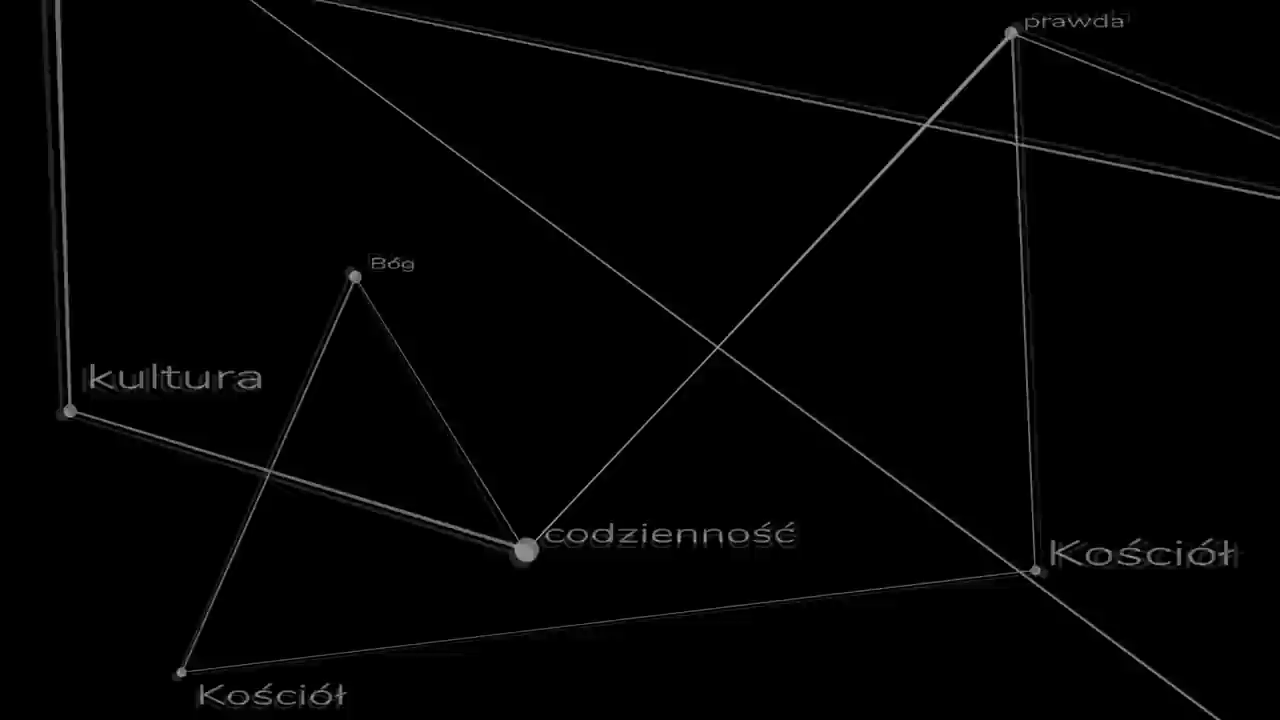 prawda
Bóg
kultura
codzienność
Kościół
Kościół